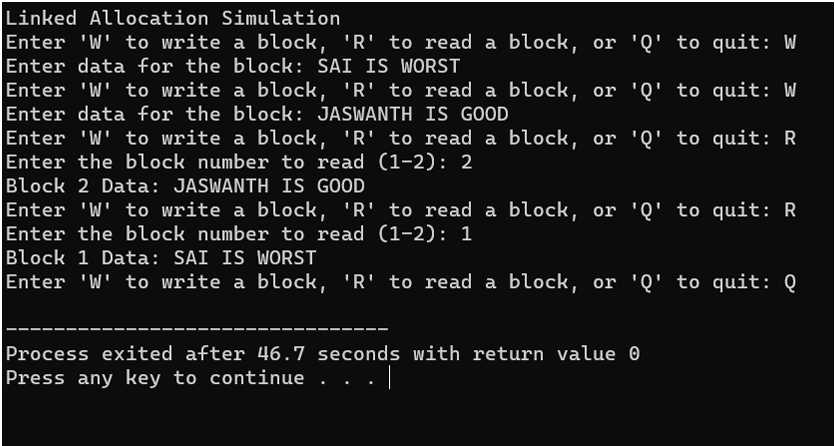 Linked Allocation Simulation
Enter 'W' to write a block, 'R' to read a block, or 'Q' to quit: W
Enter data for the block: SAI IS WORST
Enter 'W' to write a block, 'R' to read a block, or 'Q' to quit: W
Enter data for the block: JASWANTH IS GOOD
Enter 'W' to write a block, 'R' to read a block, or 'Q' to quit: R
Enter the block number to read (1-2): 2
Block 2 Data: JASWANTH IS GOOD
Enter 'W' to write a block, 'R' to read a block, or 'Q' to quit: R
Enter the block number to read (1-2): 1
Block 1 Data: SAI IS WORST
Enter 'W' to write a block, 'R' to read a block, or 'Q' to quit: Q
--------------------------------
Process exited after 46.7 seconds with return value 0
Press any key to continue . . .